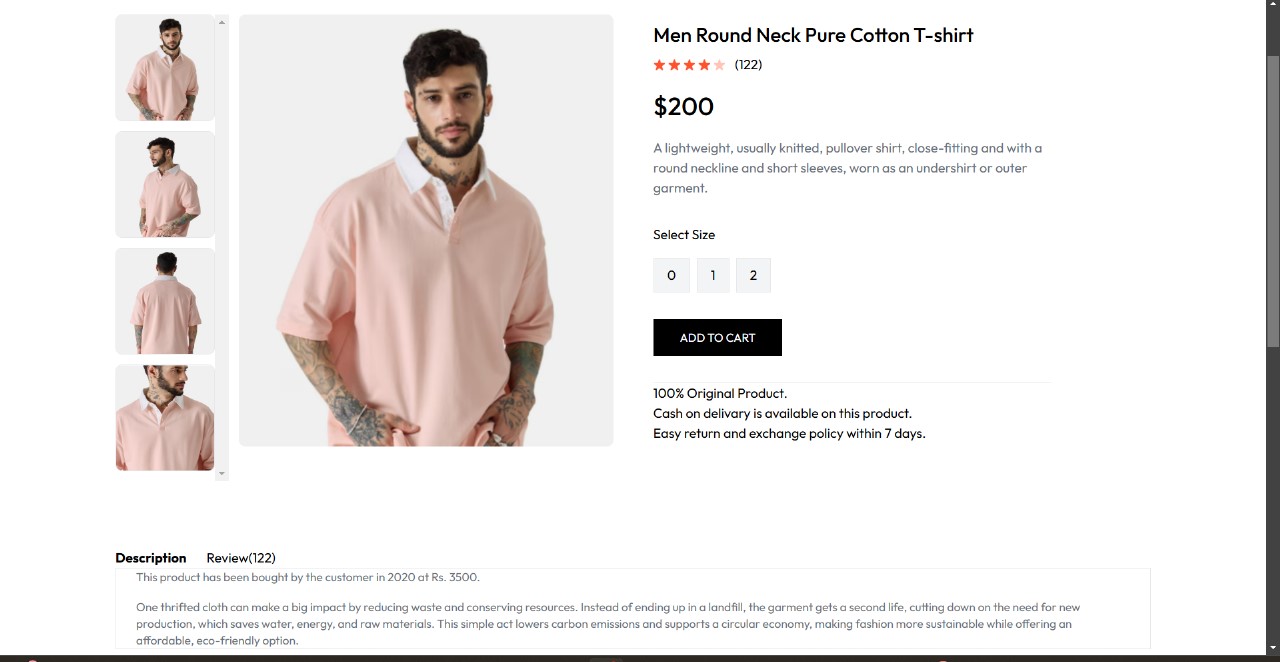 Men Round Neck Pure Cotton T-shirt
(122)
$200
A lightweight, usually knitted, pullover shirt, close-fitting and with a
round neckline and short sleeves, worn as an undershirt or outer
garment.
Select Size
0 1 2
ADD TO CART
100% Original Product.
Cash on delivery is available on this product.
Easy return and exchange policy within 7 days.
Description Review(122)
This product has been bought by the customer in 2020 at Rs. 3500.
One thrifted cloth can make a big impact by reducing waste and conserving resources. Instead of ending up in a landfill, the garment gets a second life, cutting down on the need for new
production, which saves water, energy, and raw materials. This simple act lowers carbon emissions and supports a circular economy, making fashion more sustainable while offering an
affordable, eco-friendly option.